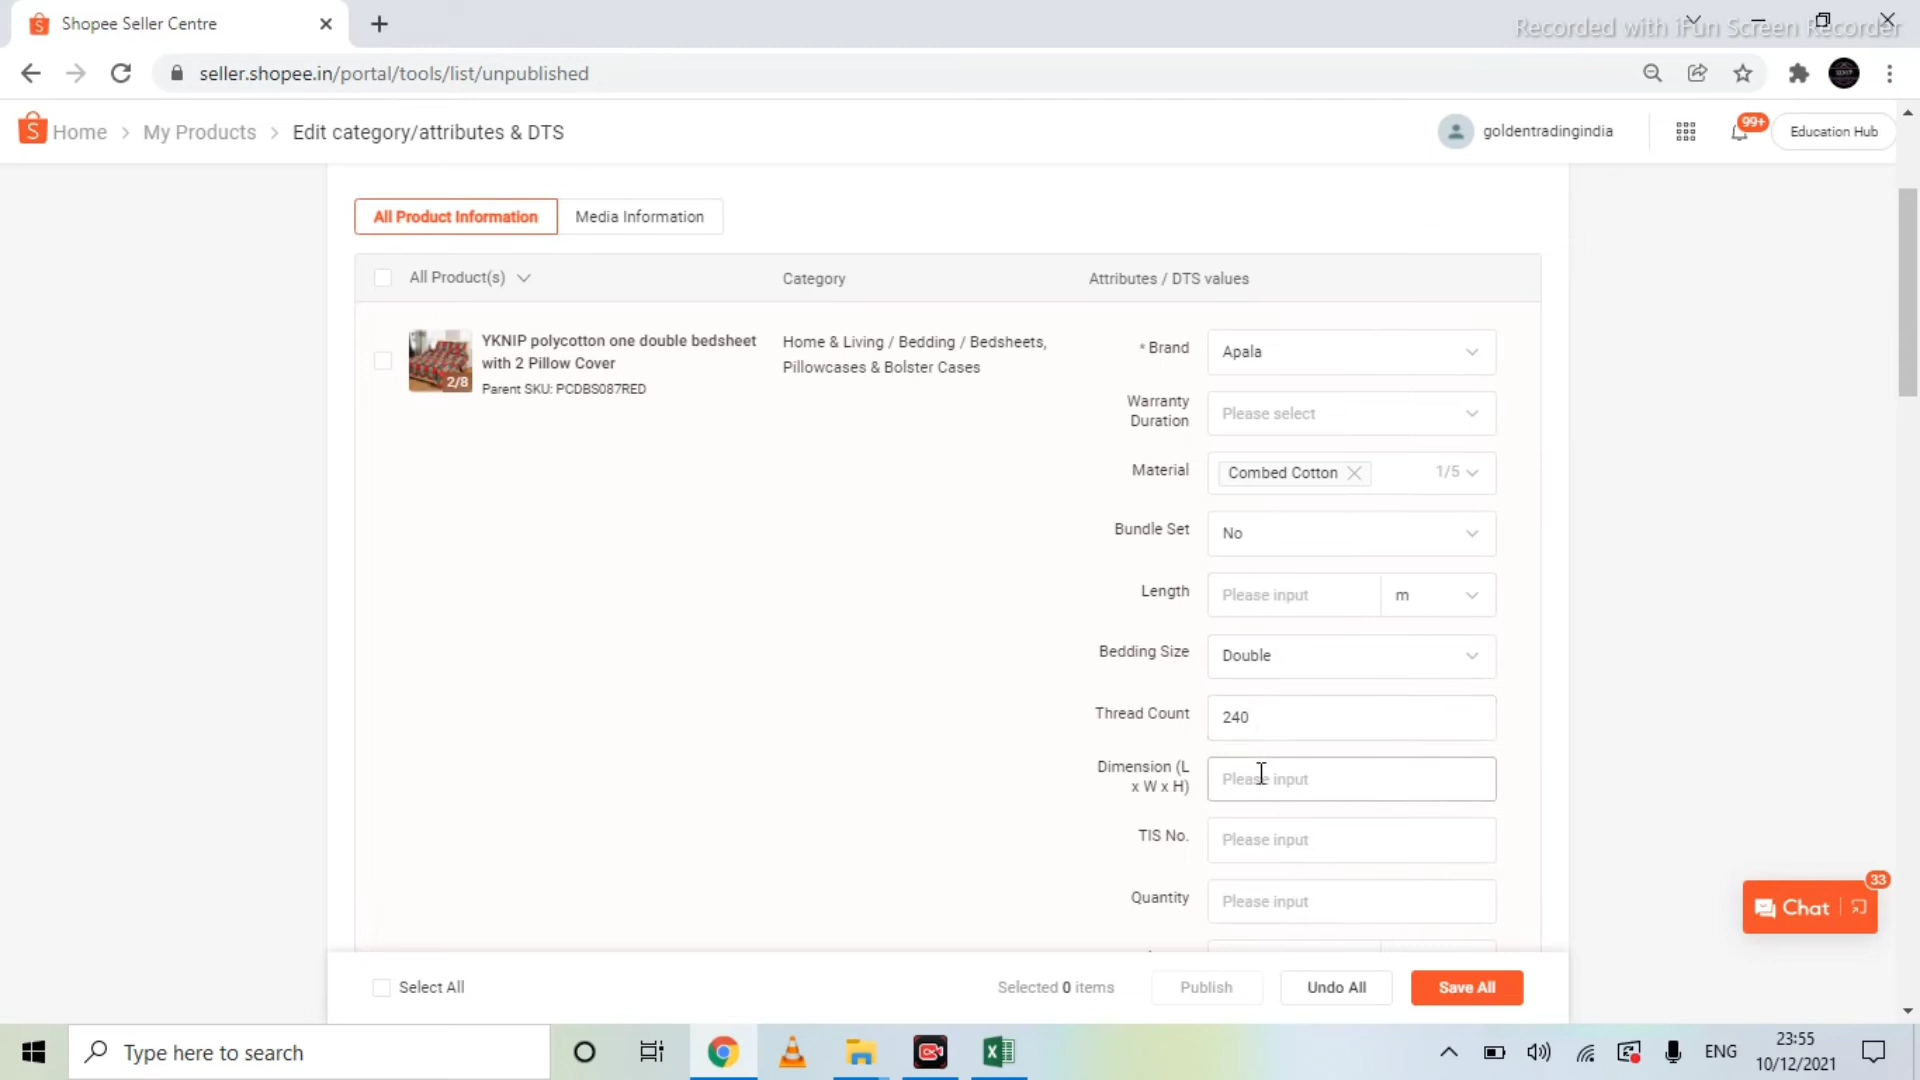 Shopee Seller Centre
Recorded with iFun Screen Recorder
seller.shopee.in/portal/tools/list/unpublished
Home > My Products > Edit category/attributes & DTS
goldentradingindia
99+
Education Hub
All Product Information
Media Information
All Product(s)
Category
Attributes / DTS values
YKNIP polycotton one double bedsheet
with 2 Pillow Cover
Parent SKU: PCDBS087RED
2/8
Home & Living / Bedding / Bedsheets,
Pillowcases & Bolster Cases
* Brand
Apala
Warranty
Duration
Please select
Material
Combed Cotton
1/5
Bundle Set
No
Length
Please input
m
Bedding Size
Double
Thread Count
240
Dimension (L
x W x H)
Please input
TIS No.
Please input
Quantity
Please input
33
Chat
Select All
Selected 0 items
Publish
Undo All
Save All
Type here to search
ENG
23:55
10/12/2021